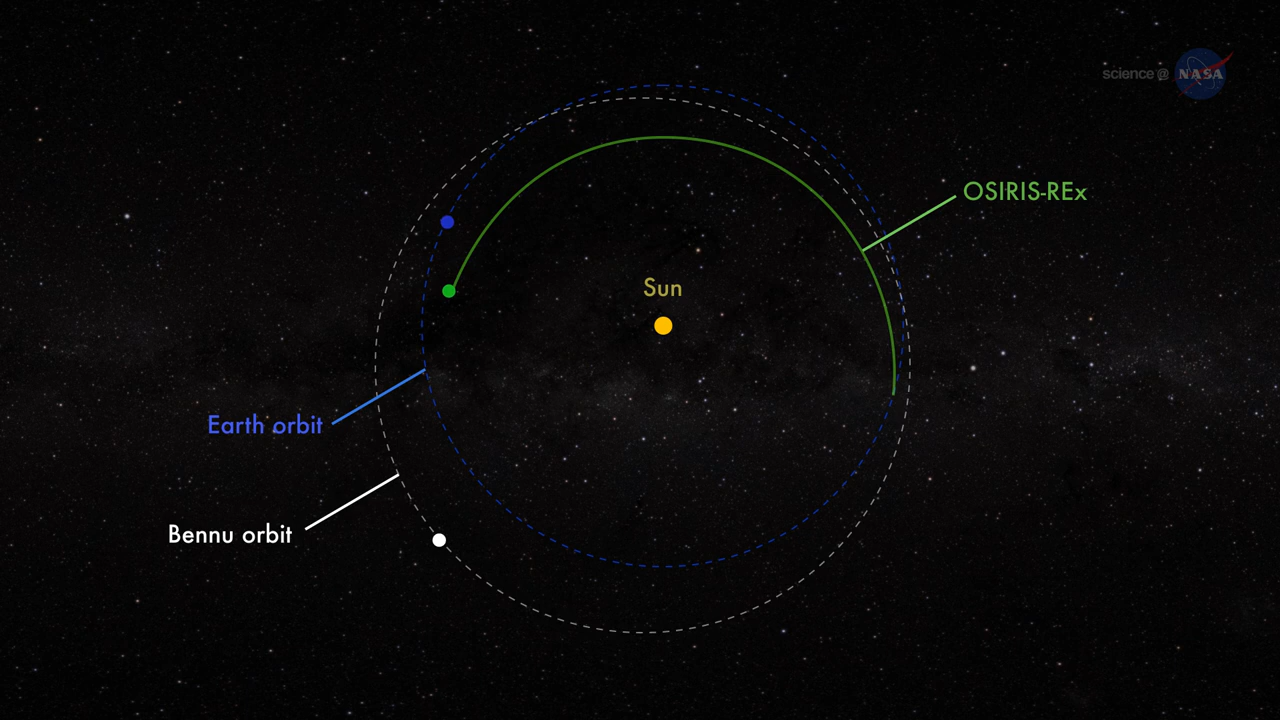 science@ NASA
OSIRIS-REx
Sun
Earth orbit
Bennu orbit